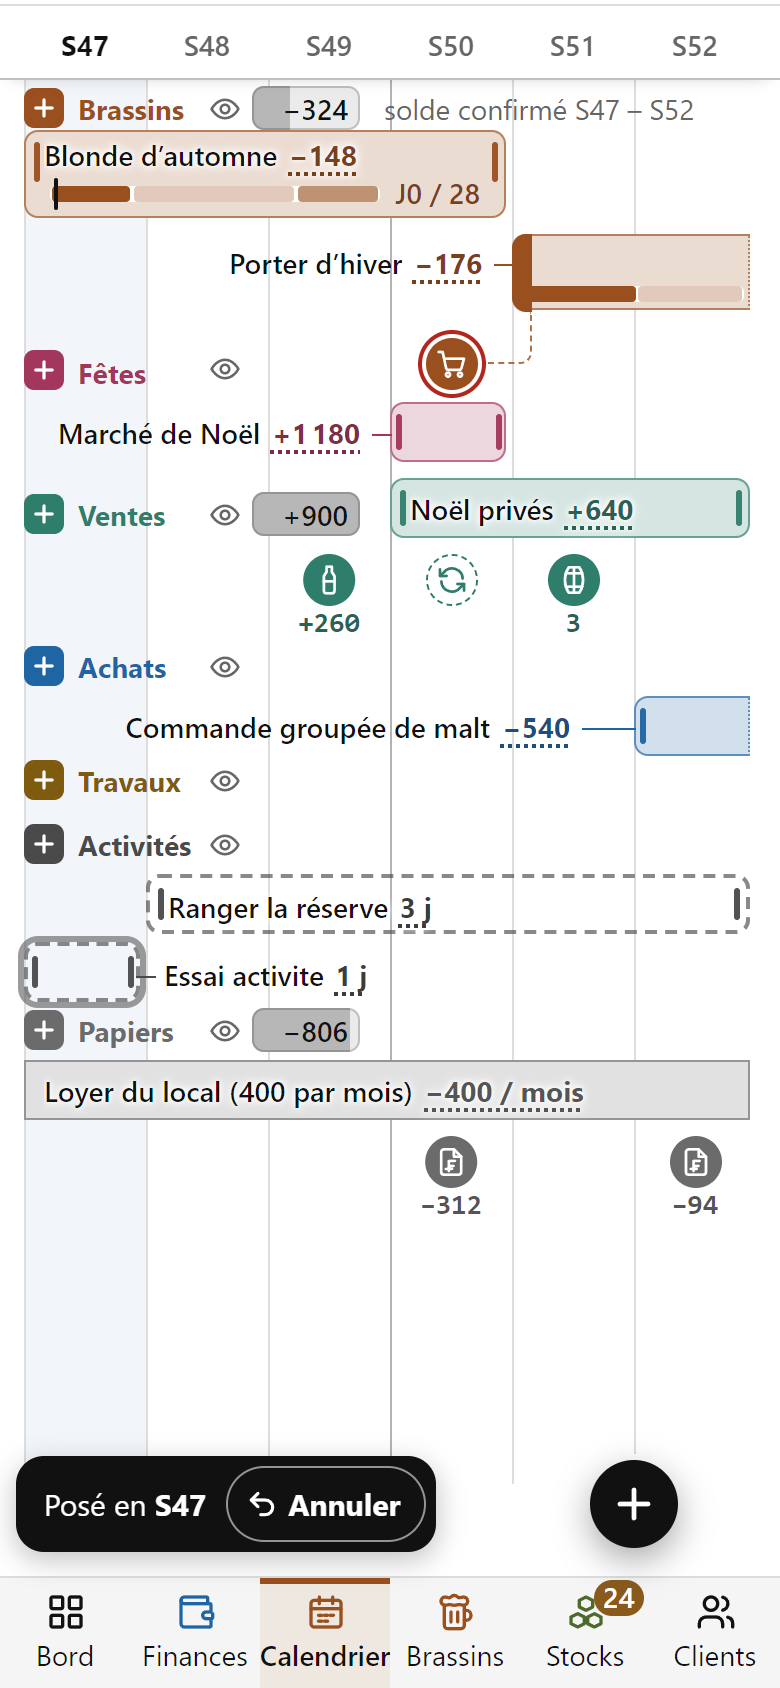 S47 S48 S49 S50 S51 S52
Brassins −324 solde confirmé S47 – S52
Blonde d’automne −148
J0 / 28
Porter d’hiver −176
Fêtes
Marché de Noël +1 180
Ventes +900 Noël privés +640
+260 3
Achats
Commande groupée de malt −540
Travaux
Activités
Ranger la réserve 3 j
Essai activite 1 j
Papiers −806
Loyer du local (400 par mois) −400 / mois
−312 −94
Posé en S47 Annuler
24
Bord Finances Calendrier Brassins Stocks Clients